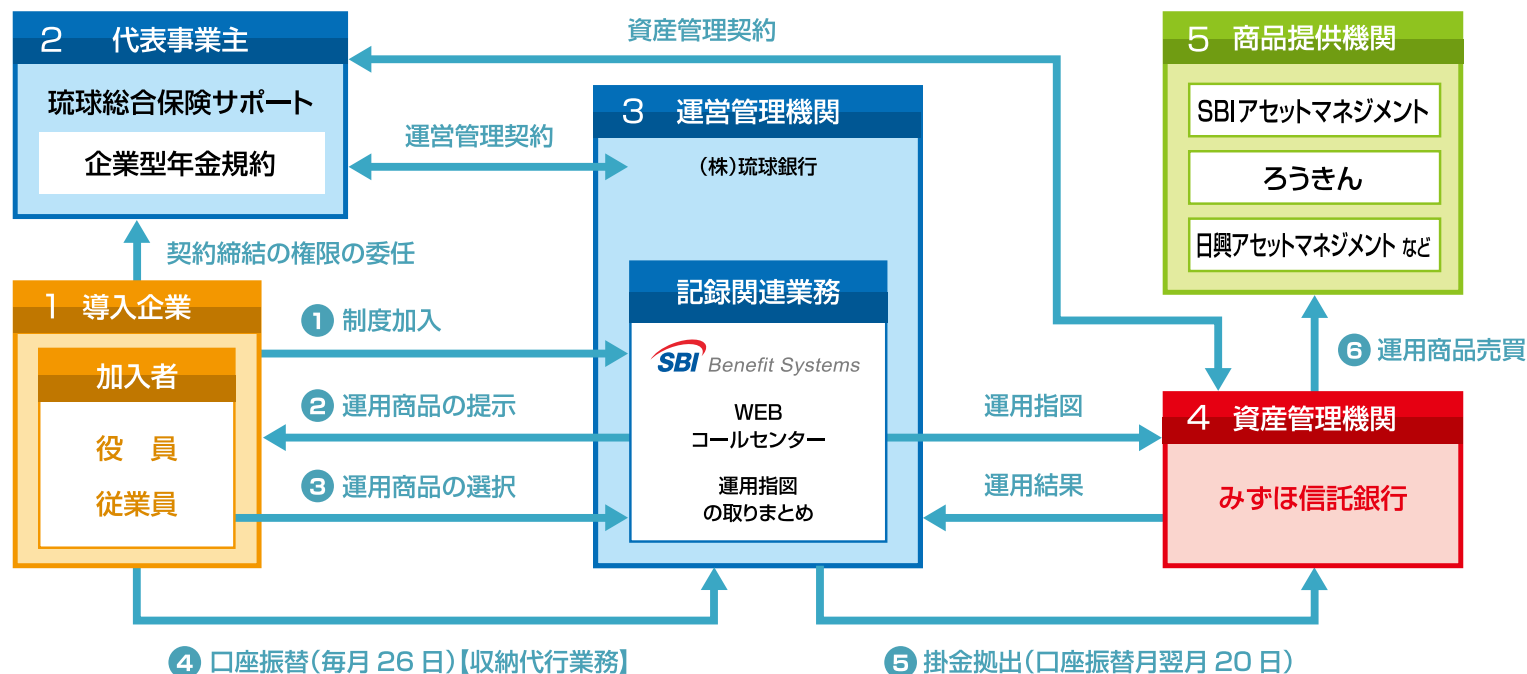 2 代表事業主
琉球総合保険サポート
企業型年金規約
資産管理契約
運営管理契約
契約締結の権限の委任
1 導入企業
加入者
役 員
従業員
❶ 制度加入
❷ 運用商品の提示
❸ 運用商品の選択
3 運営管理機関
(株)琉球銀行
記録関連業務
SBI Benefit Systems
WEB
コールセンター
運用指図
の取りまとめ
運用指図
運用結果
5 商品提供機関
SBIアセットマネジメント
ろうきん
日興アセットマネジメント など
❻ 運用商品売買
4 資産管理機関
みずほ信託銀行
❹ 口座振替(毎月26日)【収納代行業務】
❺ 掛金拠出(口座振替月翌月20日)